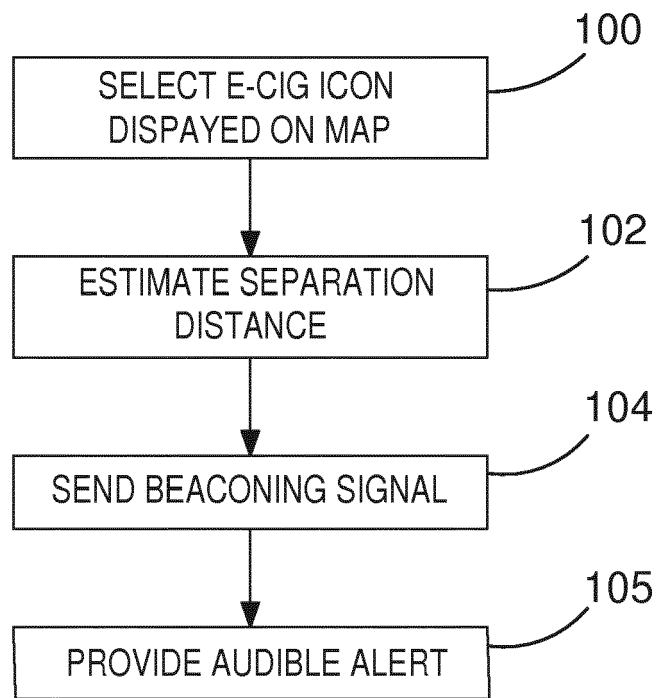 100
SELECT E-CIG ICON
DISPAYED ON MAP
102
ESTIMATE SEPARATION
DISTANCE
104
SEND BEACONING SIGNAL
105
PROVIDE AUDIBLE ALERT